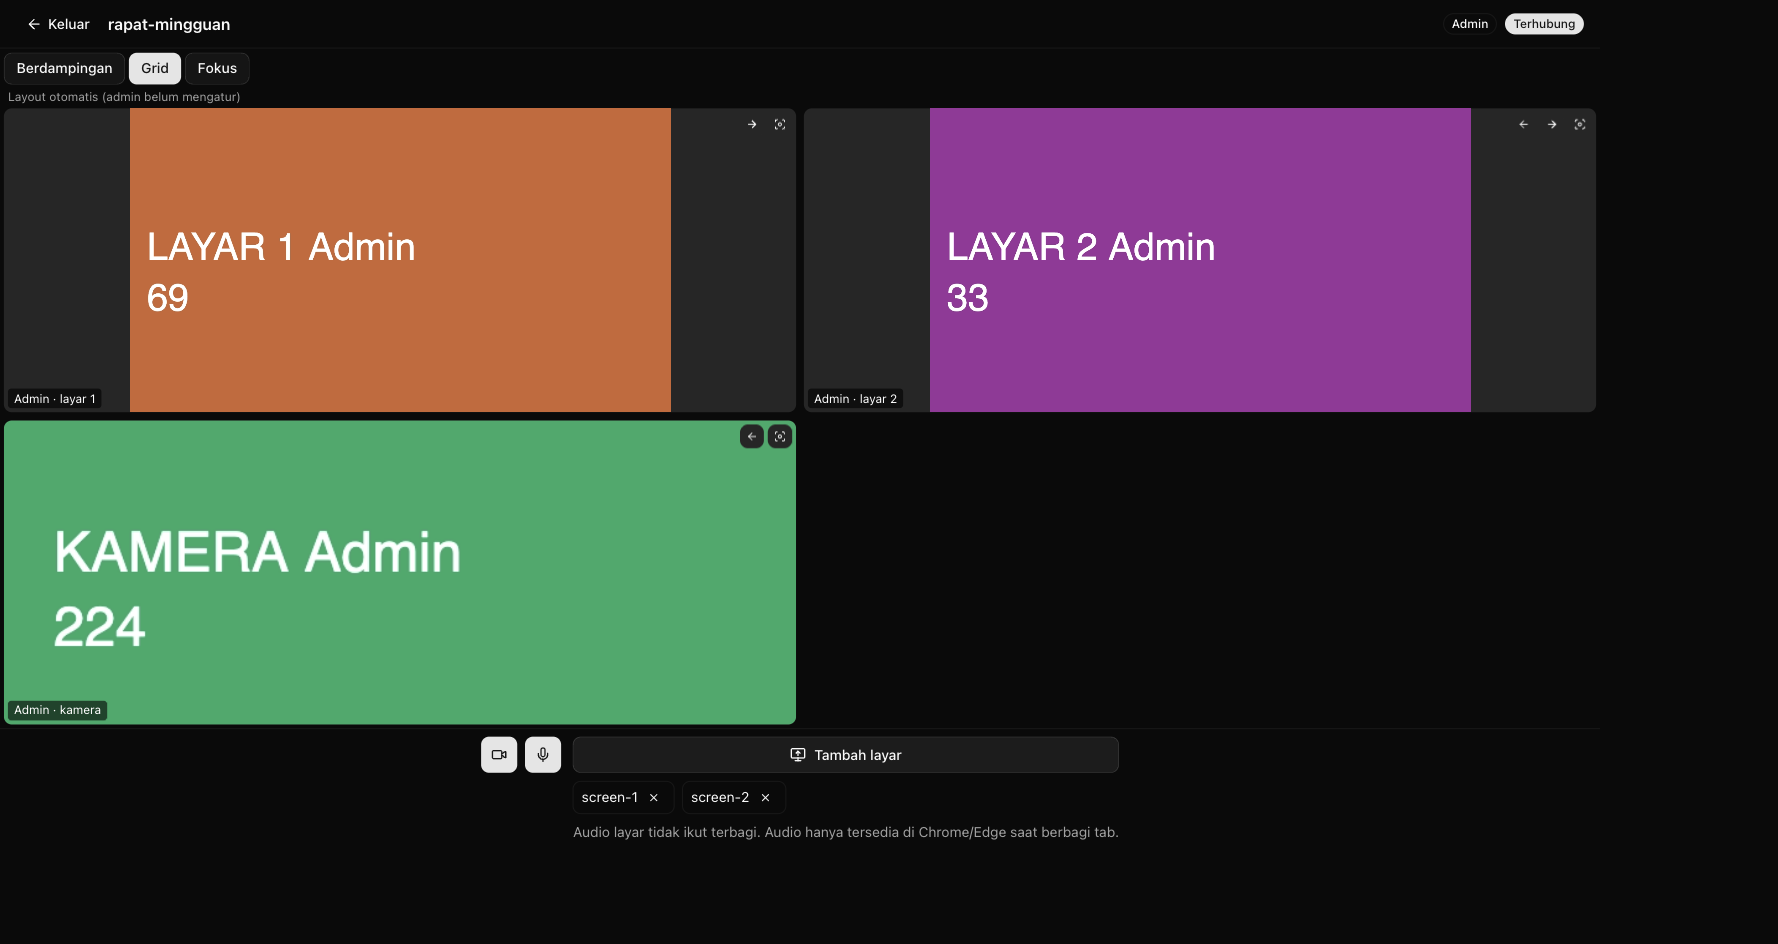 Keluar rapat-mingguan Admin Terhubung
Berdampingan Grid Fokus
Layout otomatis (admin belum mengatur)
LAYAR 1 Admin
69
Admin · layar 1
LAYAR 2 Admin
33
Admin · layar 2
KAMERA Admin
224
Admin · kamera
Tambah layar
screen-1 screen-2
Audio layar tidak ikut terbagi. Audio hanya tersedia di Chrome/Edge saat berbagi tab.